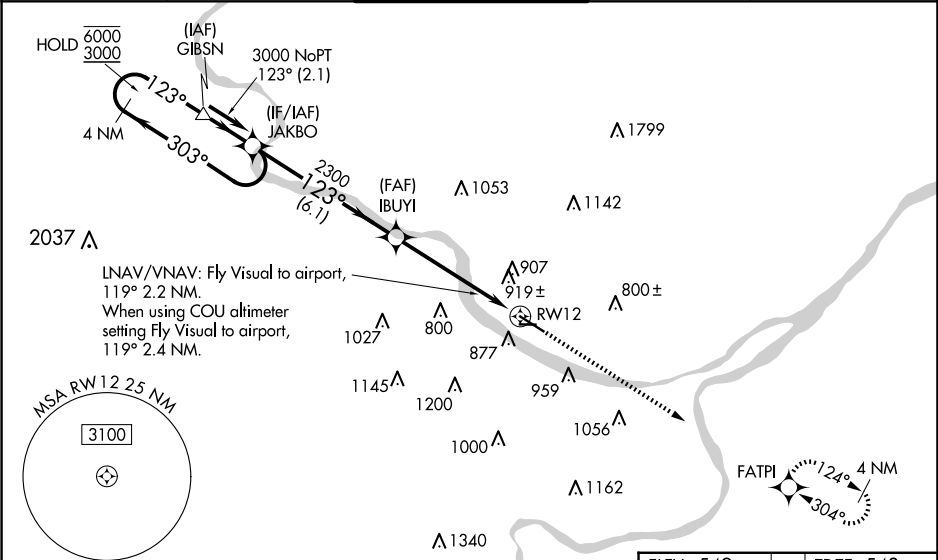 HOLD 6000
3000
(IAF)
GIBSN
3000 NoPT
123° (2.1)
(IF/IAF)
JAKBO
123°
4 NM
303°
2300
123°
(6.1)
(FAF)
IBUYI
1799
1053
1142
2037
LNAV/VNAV: Fly Visual to airport,
119° 2.2 NM.
When using COU altimeter
setting Fly Visual to airport,
119° 2.4 NM.
907
919±
800±
RW12
1027
800
877
1145
1200
959
1000
1056
MSA RW12 25 NM
3100
FATPI
124°
4 NM
304°
1162
1340